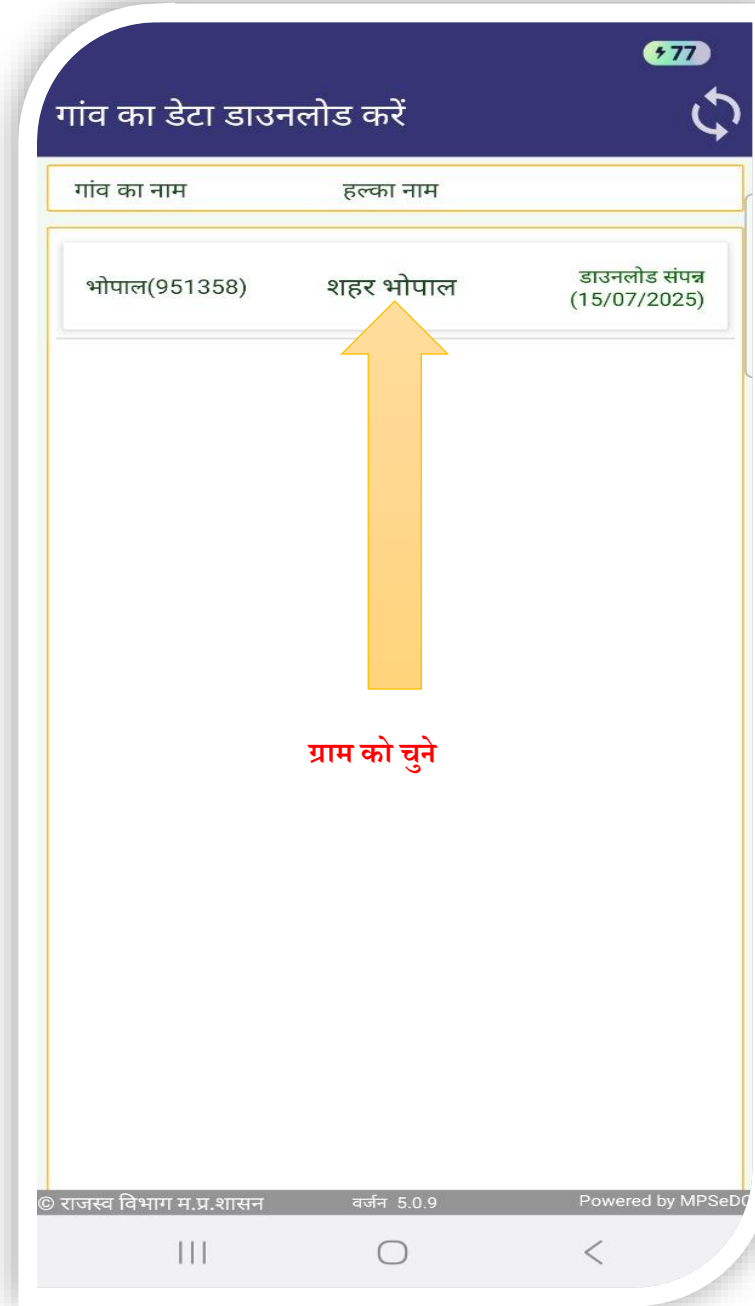 77
गांव का डेटा डाउनलोड करें
गांव का नाम हल्का नाम
भोपाल(951358) शहर भोपाल डाउनलोड संपन्न
(15/07/2025)
ग्राम को चुने
© राजस्व विभाग म.प्र.शासन वर्जन 5.0.9 Powered by MPSeDC